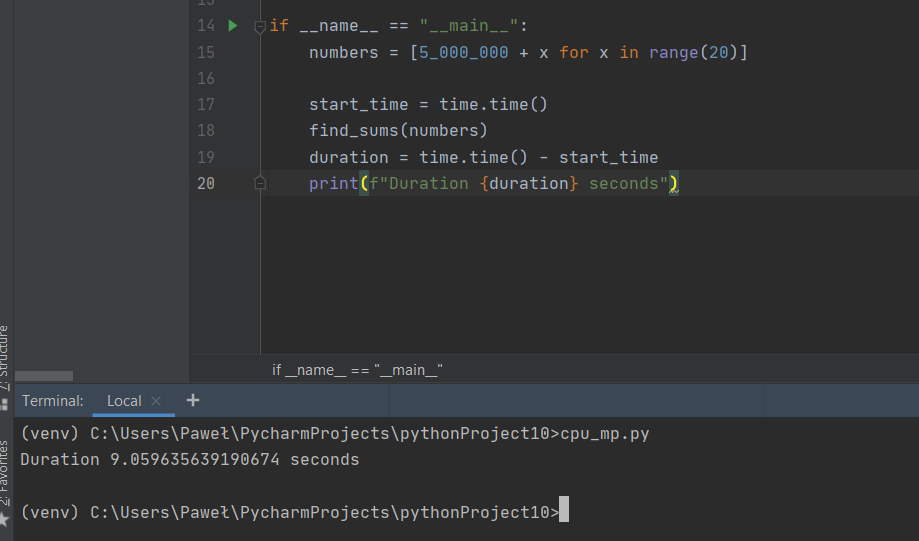 13
14 if __name__ == "__main__":
15 numbers = [5_000_000 + x for x in range(20)]
16
17 start_time = time.time()
18 find_sums(numbers)
19 duration = time.time() - start_time
20 print(f"Duration {duration} seconds")
if __name__ == "__main__"
7: Structure
2: Favorites
Terminal: Local × +
(venv) C:\Users\Paweł\PycharmProjects\pythonProject10>cpu_mp.py
Duration 9.059635639190674 seconds
(venv) C:\Users\Paweł\PycharmProjects\pythonProject10>